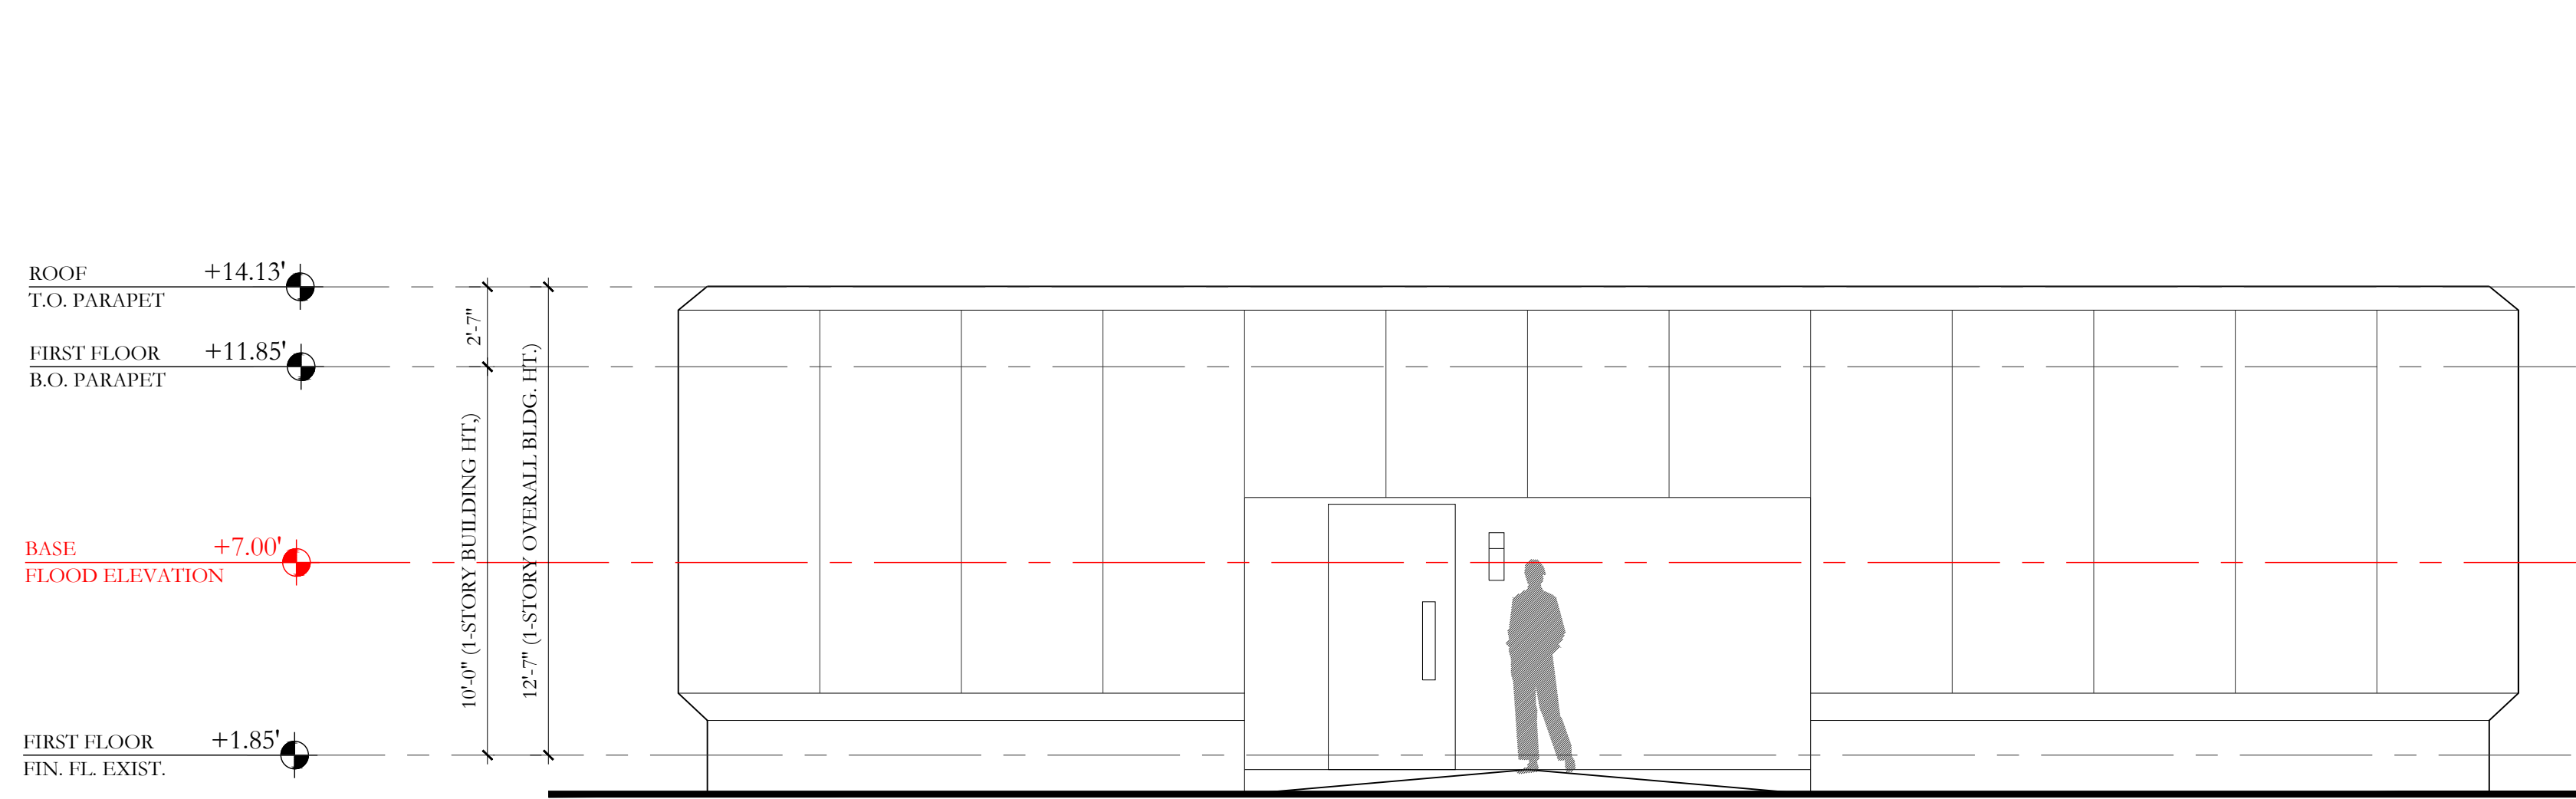 ROOF +14.13'
T.O. PARAPET
FIRST FLOOR +11.85'
B.O. PARAPET
BASE +7.00'
FLOOD ELEVATION
FIRST FLOOR +1.85'
FIN. FL. EXIST.
2'-7"
10'-0" (1-STORY BUILDING HT,)
12'-7" (1-STORY OVERALL BLDG. HT.)